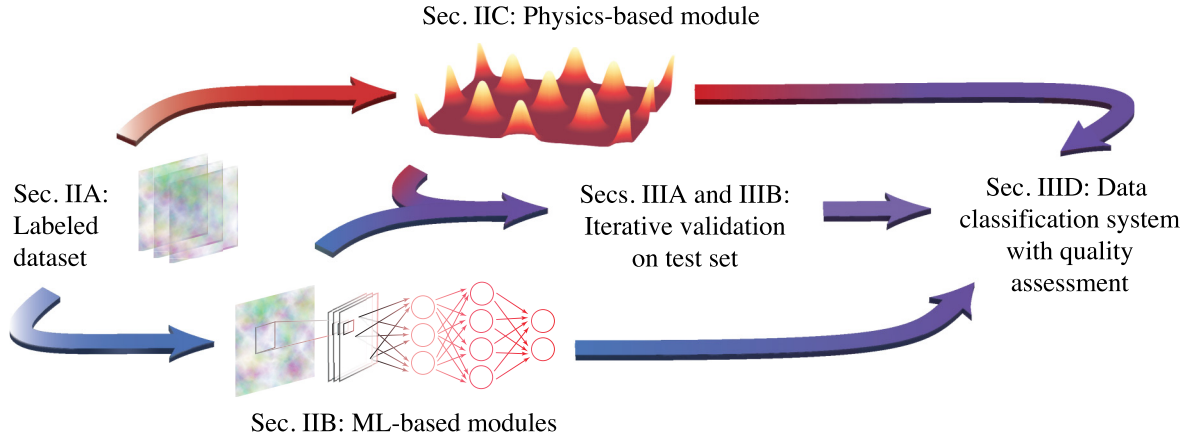 Sec. IIC: Physics-based module
Sec. IIA:
Labeled
dataset
Secs. IIIA and IIIB:
Iterative validation
on test set
Sec. IIID: Data
classification system
with quality
assessment
Sec. IIB: ML-based modules